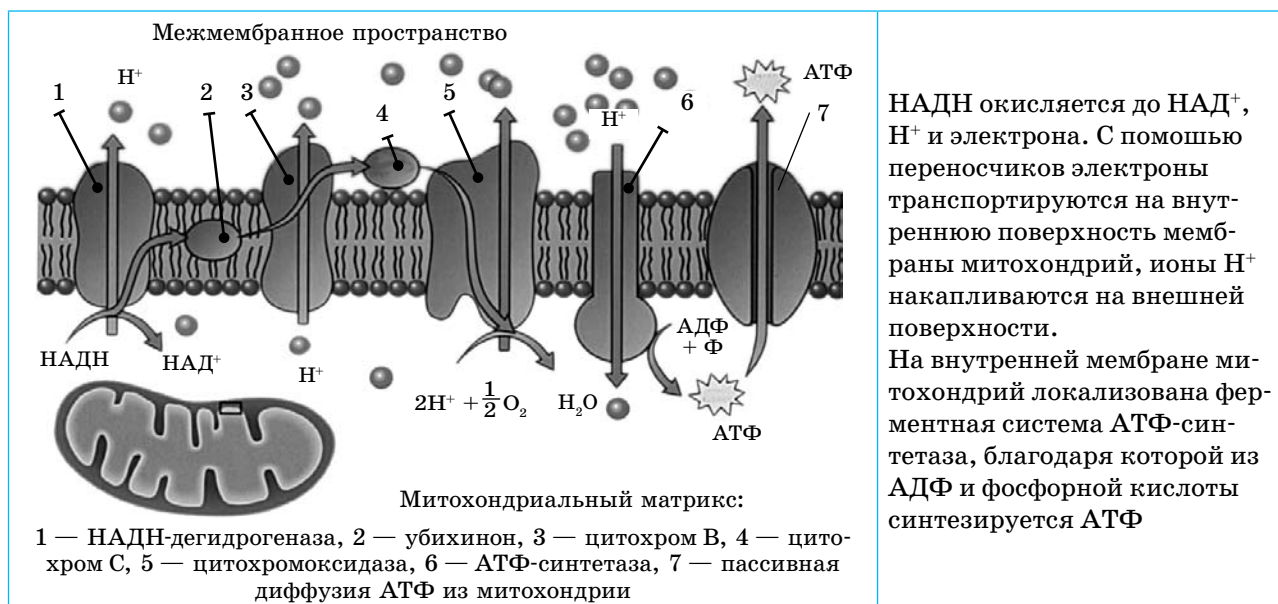 Межмембранное пространство
H⁺
1
2
3
4
5
H⁺
6
АТФ
7
НАДН
НАД⁺
H⁺
2H⁺ + 1/2 O₂
H₂O
АДФ
+ Ф
АТФ
Митохондриальный матрикс:
1 — НАДН-дегидрогеназа, 2 — убихинон, 3 — цитохром В, 4 — цито-
хром С, 5 — цитохромоксидаза, 6 — АТФ-синтетаза, 7 — пассивная
диффузия АТФ из митохондрии
НАДН окисляется до НАД⁺,
Н⁺ и электрона. С помошью
переносчиков электроны
транспортируются на внут-
реннюю поверхность мемб-
раны митохондрий, ионы Н⁺
накапливаются на внешней
поверхности.
На внутренней мембране ми-
тохондрий локализована фер-
ментная система АТФ-син-
тетаза, благодаря которой из
АДФ и фосфорной кислоты
синтезируется АТФ